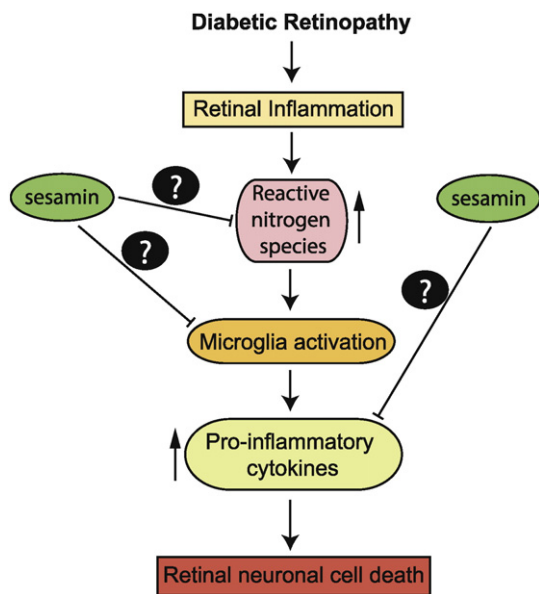 Diabetic Retinopathy
Retinal Inflammation
sesamin
?
Reactive
nitrogen
species
sesamin
?
?
Microglia activation
Pro-inflammatory
cytokines
Retinal neuronal cell death